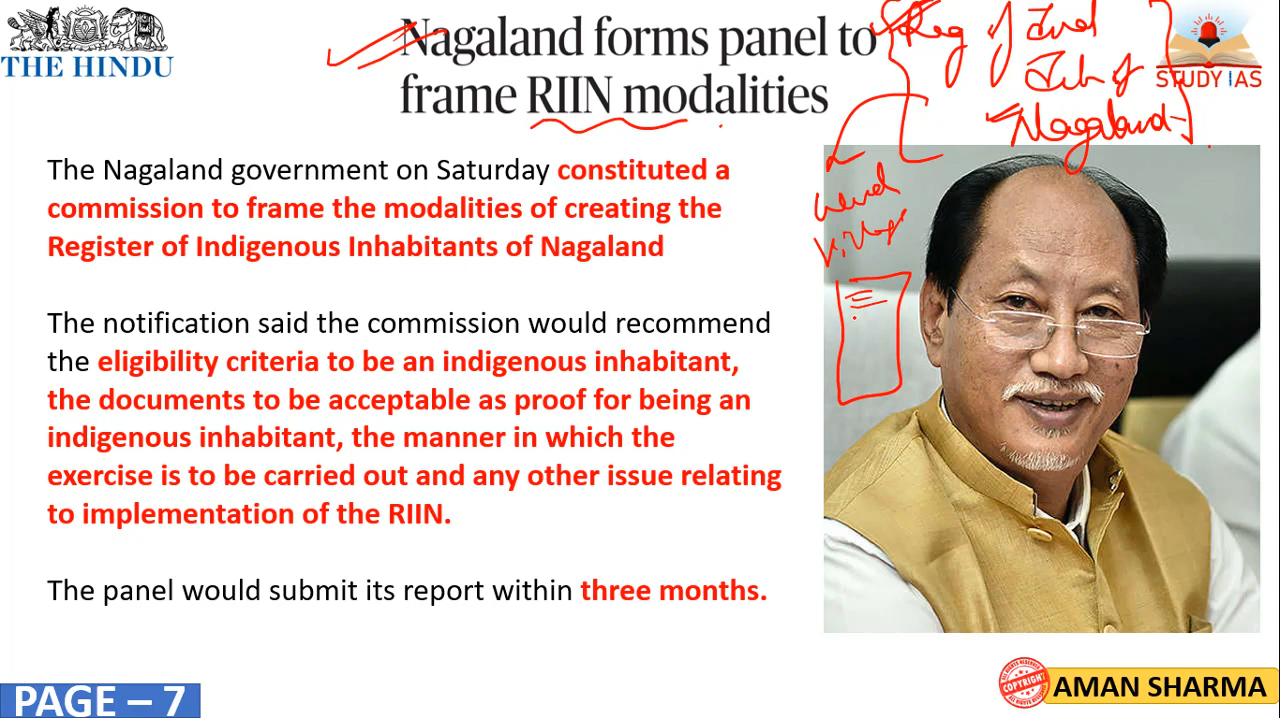 THE HINDU
Nagaland forms panel to
frame RIIN modalities
Reg of Ind
of
Nagaland
STUDY IAS
Village
The Nagaland government on Saturday constituted a
commission to frame the modalities of creating the
Register of Indigenous Inhabitants of Nagaland
The notification said the commission would recommend
the eligibility criteria to be an indigenous inhabitant,
the documents to be acceptable as proof for being an
indigenous inhabitant, the manner in which the
exercise is to be carried out and any other issue relating
to implementation of the RIIN.
The panel would submit its report within three months.
PAGE – 7
COPYRIGHT
AMAN SHARMA